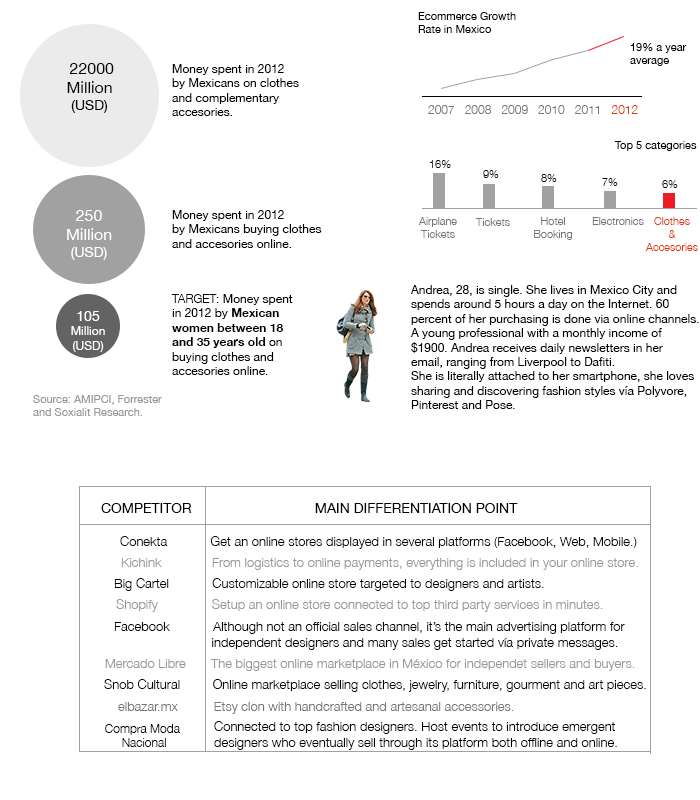 22000
Million
(USD)
Money spent in 2012
by Mexicans on clothes
and complementary
accesories.
250
Million
(USD)
Money spent in 2012
by Mexicans buying clothes
and accesories online.
105
Million
(USD)
TARGET: Money spent
in 2012 by Mexican
women between 18
and 35 years old on
buying clothes and
accesories online.
Source: AMIPCI, Forrester
and Soxialit Research.
Ecommerce Growth
Rate in Mexico
19% a year
average
2007 2008 2009 2010 2011 2012
Top 5 categories
16% 9% 8% 7% 6%
Airplane
Tickets
Tickets
Hotel
Booking
Electronics
Clothes
&
Accesories
Andrea, 28, is single. She lives in Mexico City and
spends around 5 hours a day on the Internet. 60
percent of her purchasing is done via online channels.
A young professional with a monthly income of
$1900. Andrea receives daily newsletters in her
email, ranging from Liverpool to Dafiti.
She is literally attached to her smartphone, she loves
sharing and discovering fashion styles vía Polyvore,
Pinterest and Pose.
COMPETITOR MAIN DIFFERENTIATION POINT
Conekta Get an online stores displayed in several platforms (Facebook, Web, Mobile.)
Kichink From logistics to online payments, everything is included in your online store.
Big Cartel Customizable online store targeted to designers and artists.
Shopify Setup an online store connected to top third party services in minutes.
Facebook Although not an official sales channel, it's the main advertising platform for
independent designers and many sales get started vía private messages.
Mercado Libre The biggest online marketplace in México for independet sellers and buyers.
Snob Cultural Online marketplace selling clothes, jewelry, furniture, gourment and art pieces.
elbazar.mx Etsy clon with handcrafted and artesanal accessories.
Compra Moda
Nacional
Connected to top fashion designers. Host events to introduce emergent
designers who eventually sell through its platform both offline and online.